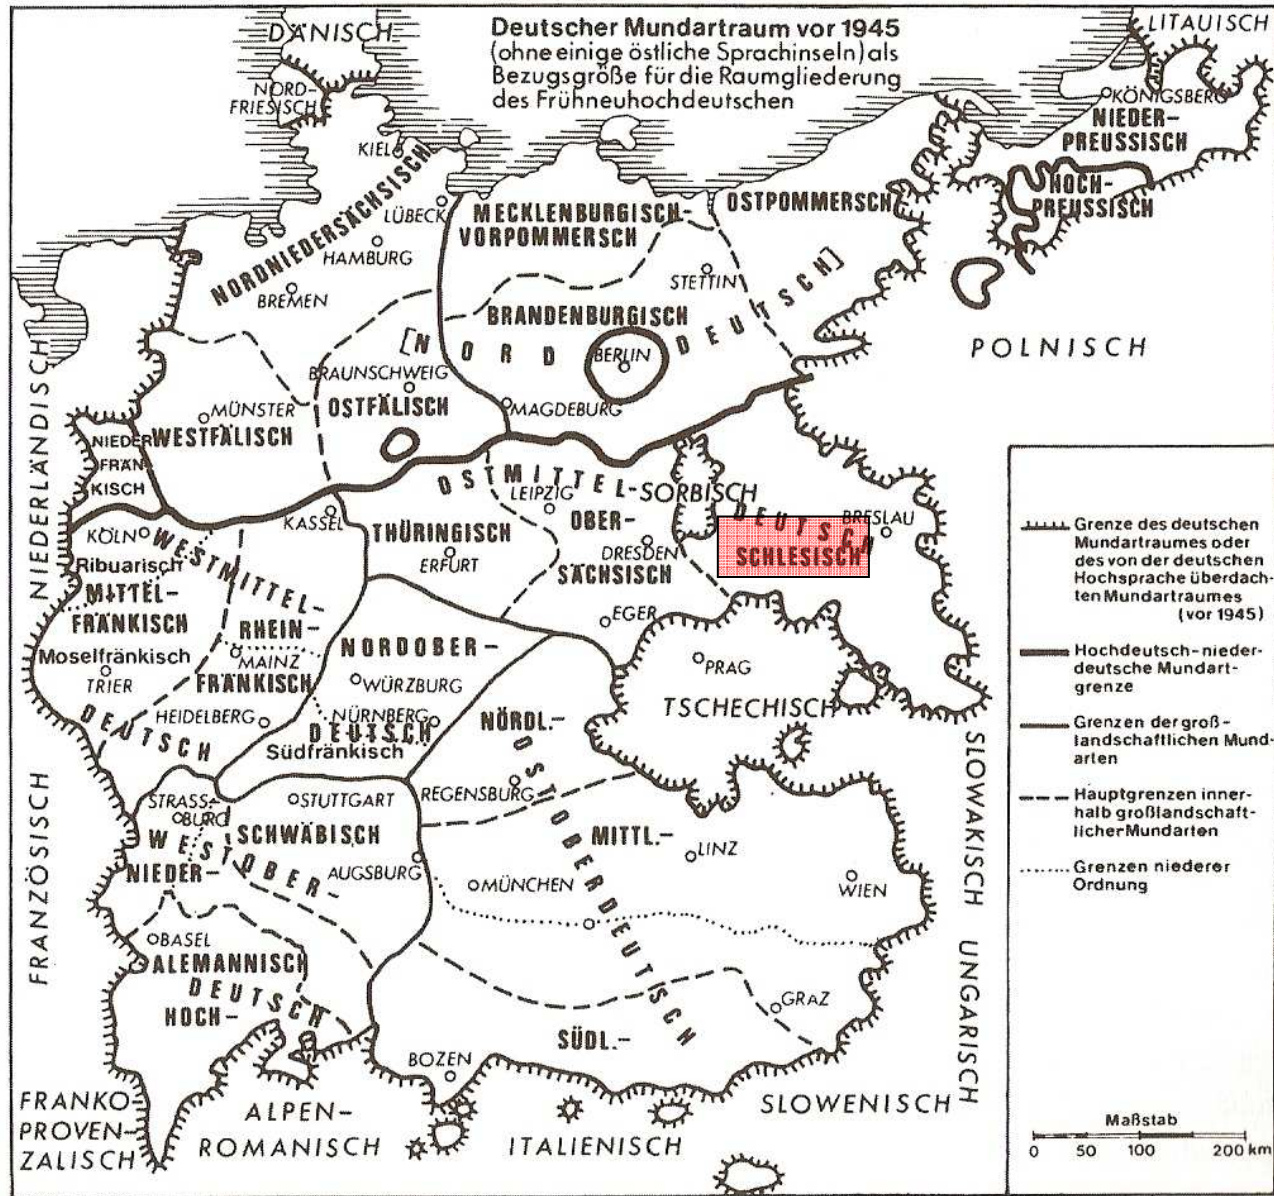 Deutscher Mundartraum vor 1945
(ohne einige östliche Sprachinseln) als
Bezugsgröße für die Raumgliederung
des Frühneuhochdeutschen
DÄNISCH
LITAUISCH
NORD-
FRIESISCH
KÖNIGSBERG
NIEDER-
PREUSSISCH
KIEL
HOCH-
PREUSSISCH
LÜBECK
MECKLENBURGISCH-
VORPOMMERSCH
OSTPOMMERSCH
NORDNIEDERSÄCHSISCH
HAMBURG
BREMEN
STETTIN
BRANDENBURGISCH
[NORDDEUTSCH]
BERLIN
POLNISCH
BRAUNSCHWEIG
OSTFÄLISCH
MAGDEBURG
MÜNSTER
WESTFÄLISCH
NIEDER
FRÄN
KISCH
NIEDERLÄNDISCH
OSTMITTEL-
DEUTSCH
LEIPZIG
SORBISCH
BRESLAU
KASSEL
THÜRINGISCH
ERFURT
OBER-
DRESDEN
SÄCHSISCH
SCHLESISCH
KÖLN
WESTMITTEL-
DEUTSCH
Ribuarisch
MITTEL-
FRÄNKISCH
Moselfränkisch
TRIER
RHEIN-
MAINZ
FRÄNKISCH
HEIDELBERG
NORDOBER-
WÜRZBURG
NÜRNBERG
DEUTSCH
Südfränkisch
EGER
PRAG
TSCHECHISCH
NÖRDL.-
OSTOBERDEUTSCH
REGENSBURG
MITTL.-
LINZ
WIEN
MÜNCHEN
SLOWAKISCH
UNGARISCH
FRANZÖSISCH
STRASS-
BURG
STUTTGART
SCHWÄBISCH
WESTOBER-
DEUTSCH
NIEDER-
AUGSBURG
BASEL
ALEMANNISCH
HOCH-
GRAZ
SÜDL.-
BOZEN
FRANKO
PROVEN-
ZALISCH
ALPEN-
ROMANISCH
ITALIENISCH
SLOWENISCH
Grenze des deutschen
Mundartraumes oder
des von der deutschen
Hochsprache überdach-
ten Mundartraumes
(vor 1945)
Hochdeutsch-nieder-
deutsche Mundart-
grenze
Grenzen der groß-
landschaftlichen Mund-
arten
Hauptgrenzen inner-
halb großlandschaft-
licher Mundarten
Grenzen niederer
Ordnung
Maßstab
0 50 100 200 km